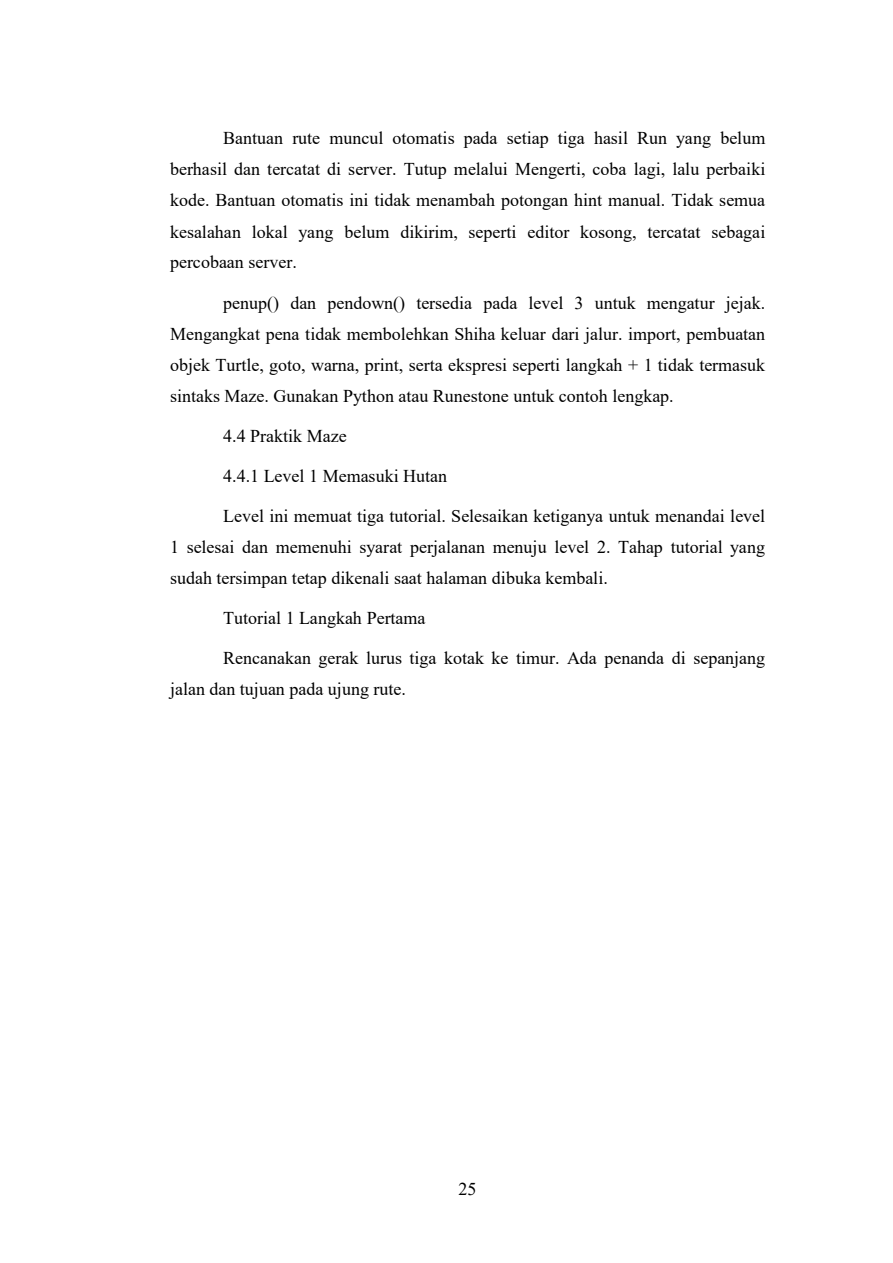 Bantuan rute muncul otomatis pada setiap tiga hasil Run yang belum
berhasil dan tercatat di server. Tutup melalui Mengerti, coba lagi, lalu perbaiki
kode. Bantuan otomatis ini tidak menambah potongan hint manual. Tidak semua
kesalahan lokal yang belum dikirim, seperti editor kosong, tercatat sebagai
percobaan server.
penup() dan pendown() tersedia pada level 3 untuk mengatur jejak.
Mengangkat pena tidak membolehkan Shiha keluar dari jalur. import, pembuatan
objek Turtle, goto, warna, print, serta ekspresi seperti langkah + 1 tidak termasuk
sintaks Maze. Gunakan Python atau Runestone untuk contoh lengkap.
4.4 Praktik Maze
4.4.1 Level 1 Memasuki Hutan
Level ini memuat tiga tutorial. Selesaikan ketiganya untuk menandai level
1 selesai dan memenuhi syarat perjalanan menuju level 2. Tahap tutorial yang
sudah tersimpan tetap dikenali saat halaman dibuka kembali.
Tutorial 1 Langkah Pertama
Rencanakan gerak lurus tiga kotak ke timur. Ada penanda di sepanjang
jalan dan tujuan pada ujung rute.
25